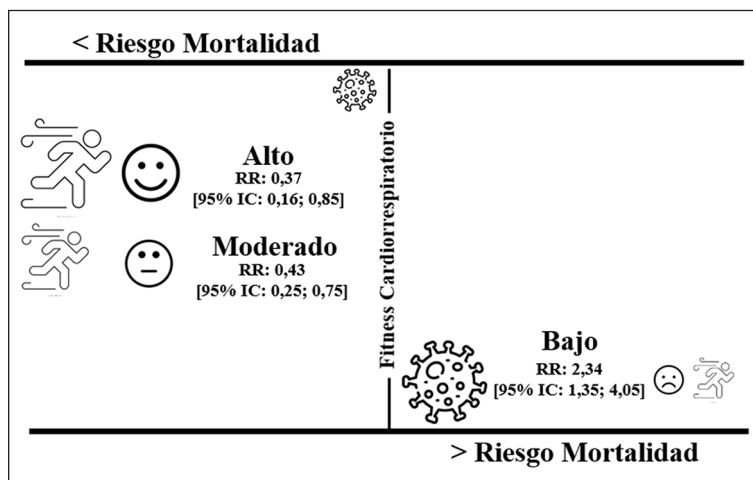 < Riesgo Mortalidad
Alto
RR: 0,37
[95% IC: 0,16; 0,85]
Moderado
RR: 0,43
[95% IC: 0,25; 0,75]
Fitness Cardiorrespiratorio
Bajo
RR: 2,34
[95% IC: 1,35; 4,05]
> Riesgo Mortalidad